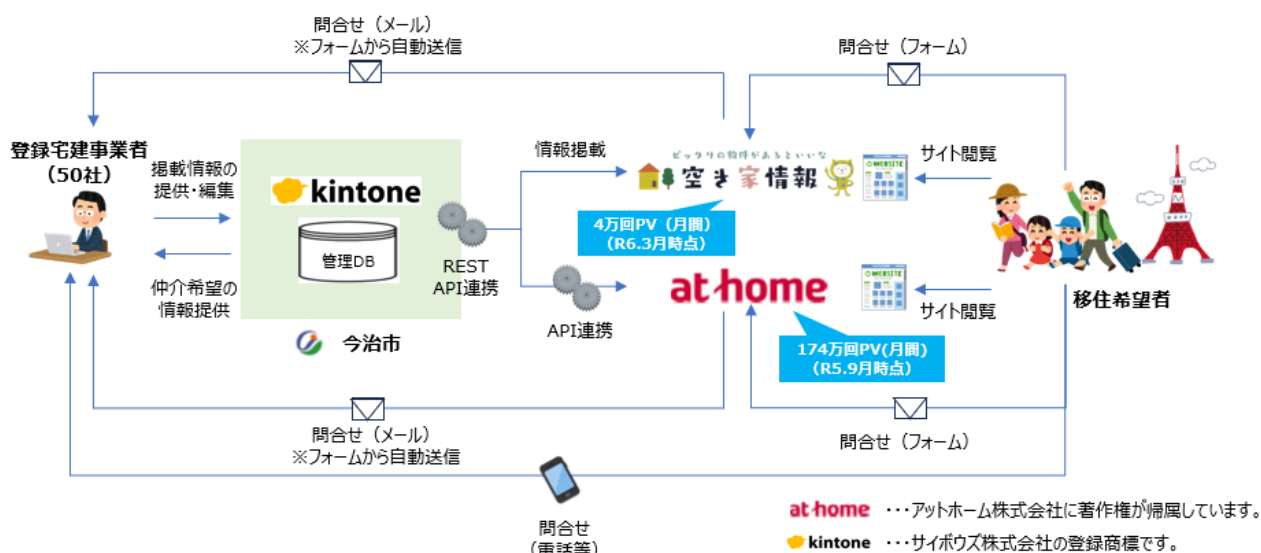 問合せ（メール）
※フォームから自動送信
問合せ（フォーム）
登録宅建事業者
（50社）
掲載情報の
提供・編集
仲介希望の
情報提供
kintone
管理DB
今治市
REST
API連携
情報掲載
API連携
ピッタリの物件があるといいな
空き家情報
4万回PV（月間）
（R6.3月時点）
at home
174万回PV(月間)
（R5.9月時点）
WEBSITE
サイト閲覧
WEBSITE
サイト閲覧
移住希望者
問合せ（メール）
※フォームから自動送信
問合せ（フォーム）
問合せ
（電話等）
at home ・・・アットホーム株式会社に著作権が帰属しています。
kintone ・・・サイボウズ株式会社の登録商標です。